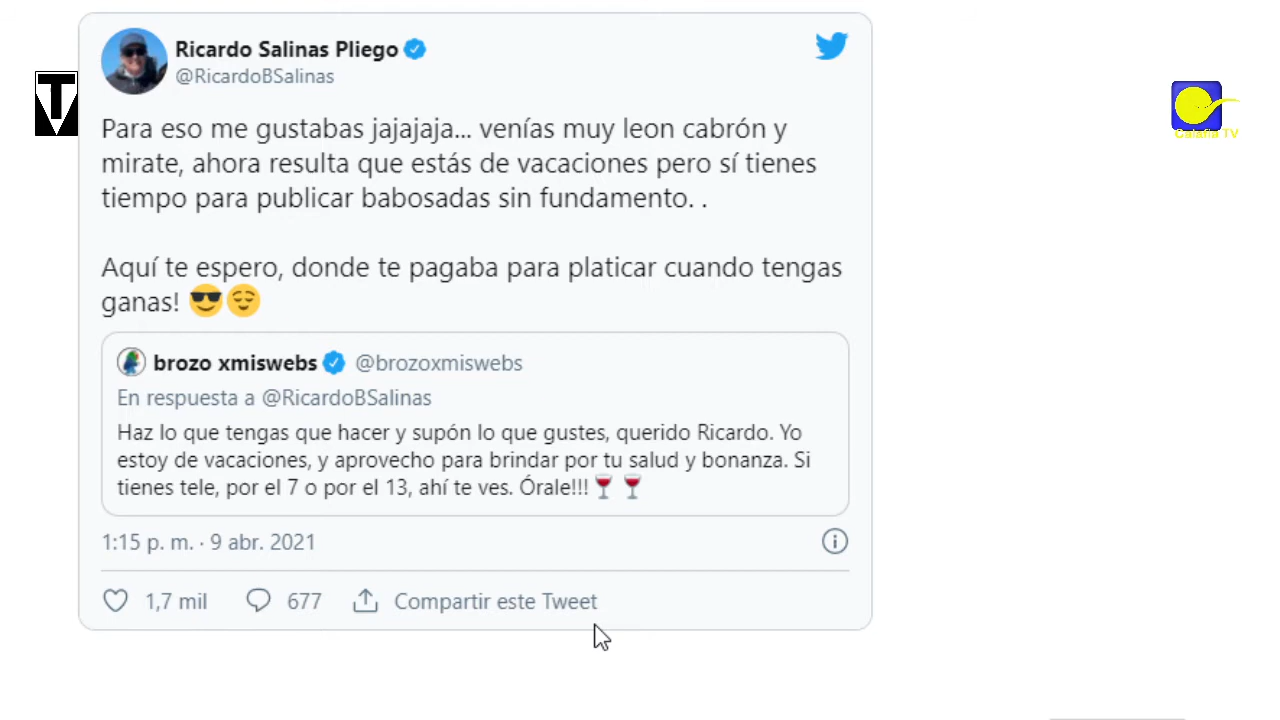 Ricardo Salinas Pliego
@RicardoBSalinas
T
Calafia TV
Para eso me gustabas jajajaja... venías muy leon cabrón y
mirate, ahora resulta que estás de vacaciones pero sí tienes
tiempo para publicar babosadas sin fundamento. .
Aquí te espero, donde te pagaba para platicar cuando tengas
ganas! 😎😌
brozo xmiswebs @brozoxmiswebs
En respuesta a @RicardoBSalinas
Haz lo que tengas que hacer y supón lo que gustes, querido Ricardo. Yo
estoy de vacaciones, y aprovecho para brindar por tu salud y bonanza. Si
tienes tele, por el 7 o por el 13, ahí te ves. Órale!!!🍷🍷
1:15 p. m. · 9 abr. 2021
1,7 mil 677 Compartir este Tweet